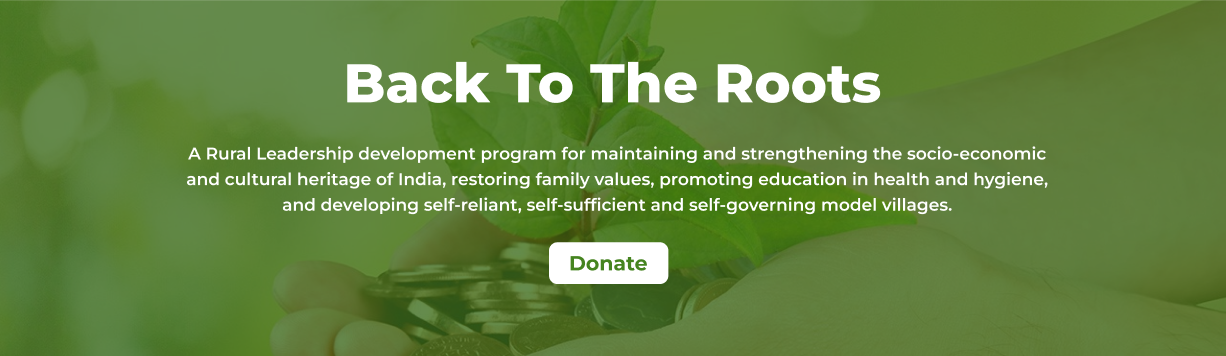 Back To The Roots
A Rural Leadership development program for maintaining and strengthening the socio-economic
and cultural heritage of India, restoring family values, promoting education in health and hygiene,
and developing self-reliant, self-sufficient and self-governing model villages.
Donate